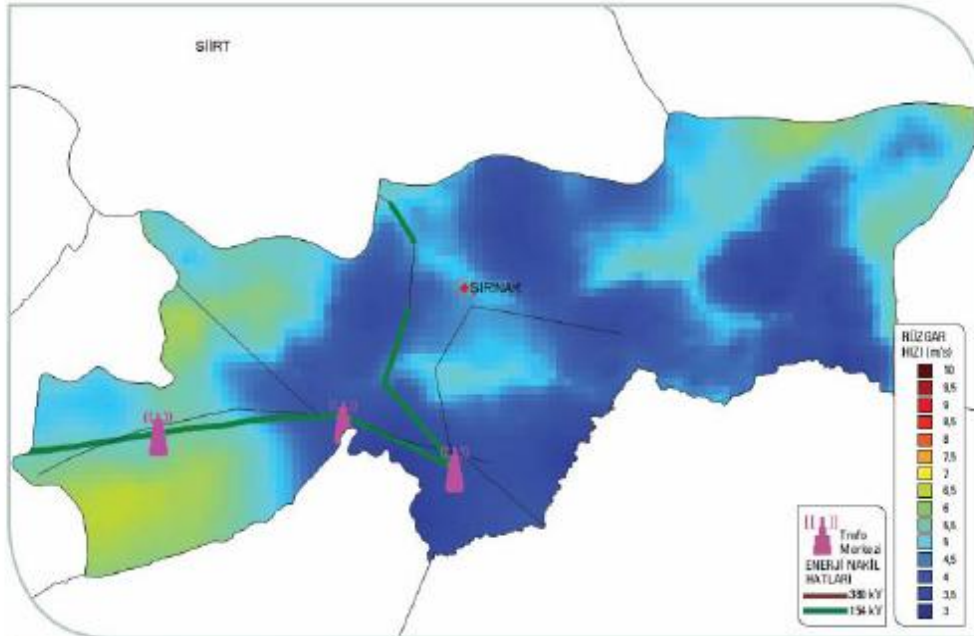 SİİRT
ŞIRNAK
RÜZGAR
HIZI (m/s)
10
9,5
9
8,5
8
7,5
7
6,5
6
5,5
5
4,5
4
3,5
3
Trafo
Merkezi
ENERJİ NAKİL
HATLARI
380 kV
154 kV